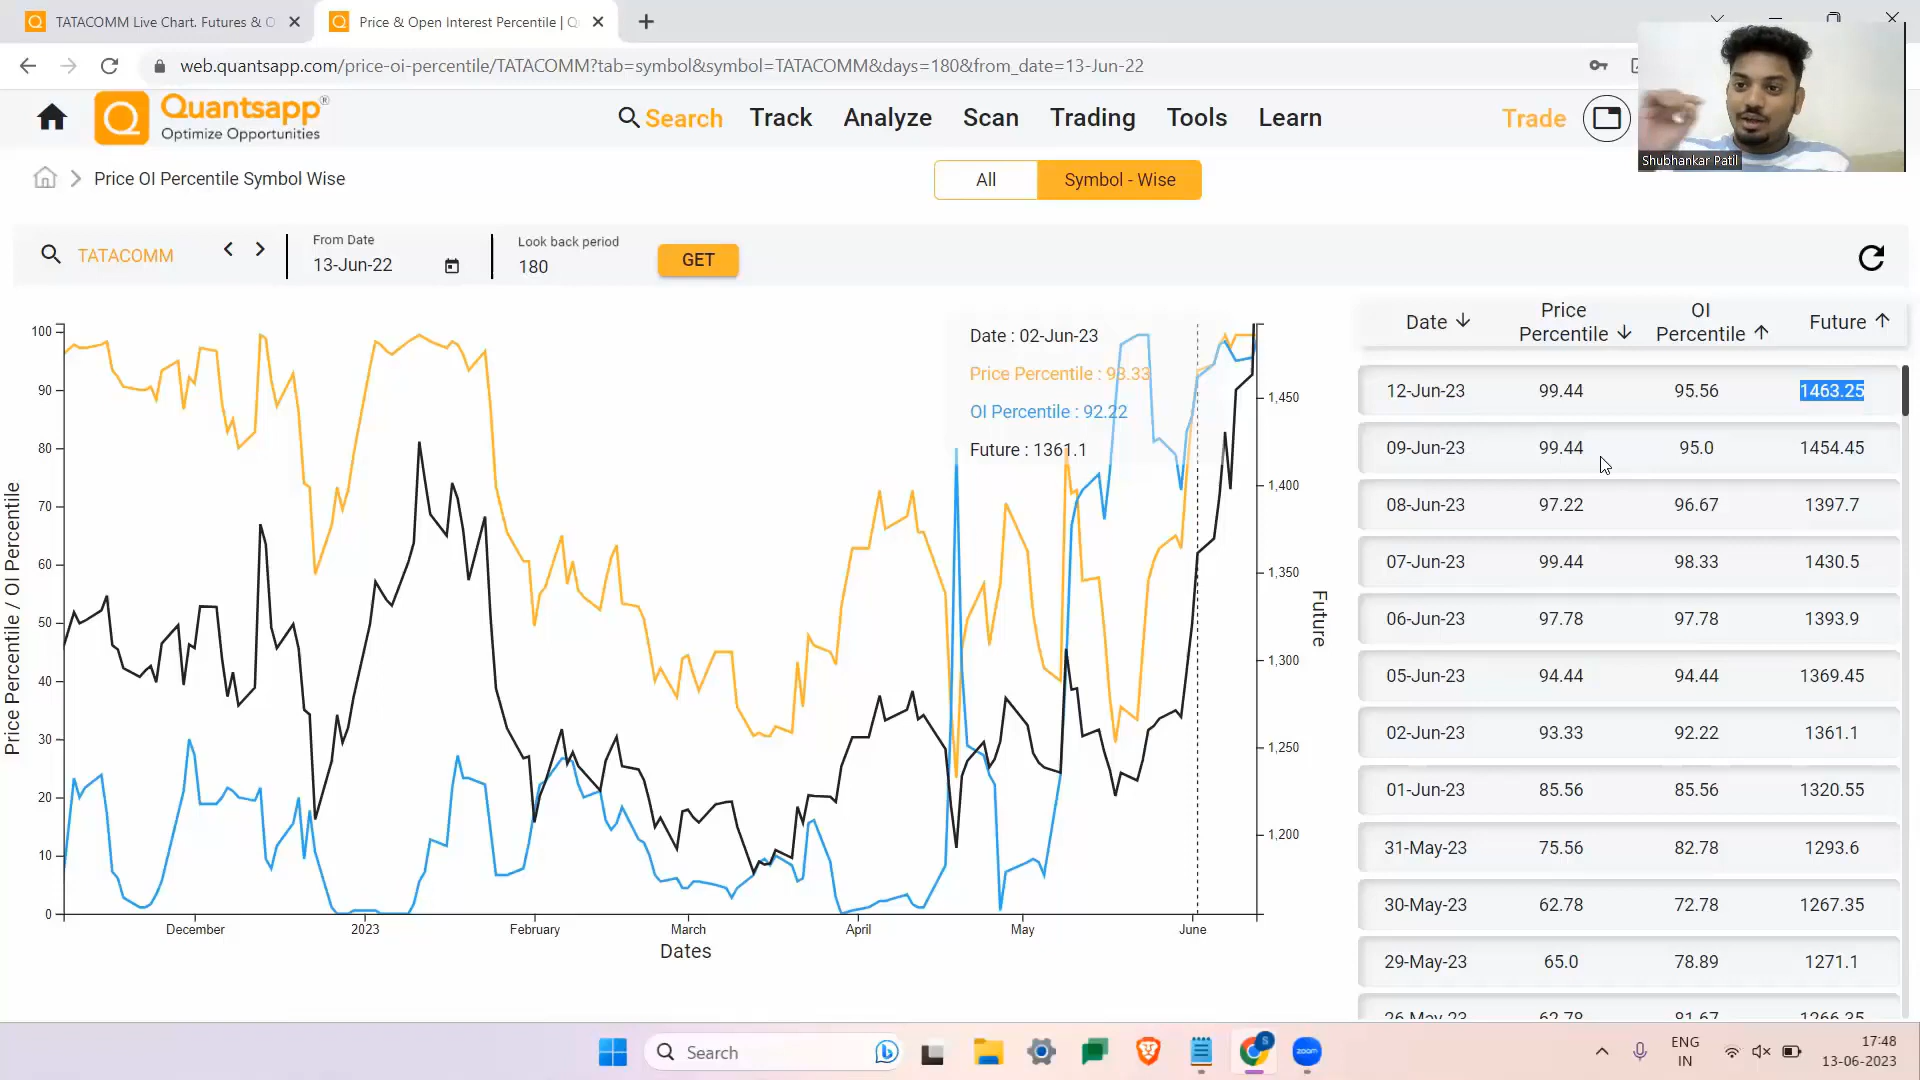 TATACOMM Live Chart. Futures & O
Price & Open Interest Percentile | Q
web.quantsapp.com/price-oi-percentile/TATACOMM?tab=symbol&symbol=TATACOMM&days=180&from_date=13-Jun-22
Quantsapp®
Optimize Opportunities
Search Track Analyze Scan Trading Tools Learn
Trade
Shubhankar Patil
Price OI Percentile Symbol Wise
All Symbol - Wise
TATACOMM
From Date
13-Jun-22
Look back period
180
GET
Date : 02-Jun-23
Price Percentile : 93.33
OI Percentile : 92.22
Future : 1361.1
Price Percentile / OI Percentile
100
90
80
70
60
50
40
30
20
10
0
1,450
1,400
1,350
1,300
1,250
1,200
Future
December 2023 February March April May June
Dates
Date Price Percentile OI Percentile Future
12-Jun-23 99.44 95.56 1463.25
09-Jun-23 99.44 95.0 1454.45
08-Jun-23 97.22 96.67 1397.7
07-Jun-23 99.44 98.33 1430.5
06-Jun-23 97.78 97.78 1393.9
05-Jun-23 94.44 94.44 1369.45
02-Jun-23 93.33 92.22 1361.1
01-Jun-23 85.56 85.56 1320.55
31-May-23 75.56 82.78 1293.6
30-May-23 62.78 72.78 1267.35
29-May-23 65.0 78.89 1271.1
26-May-23 62.78 81.67 1266.35
Search
S
zoom
ENG
IN
17:48
13-06-2023